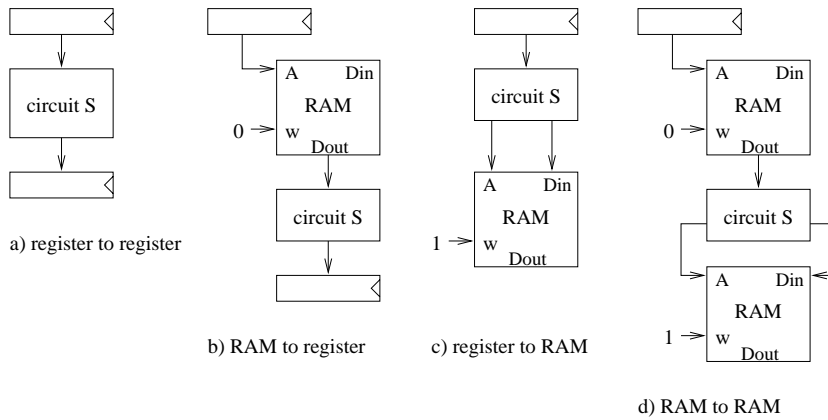 circuit S
a) register to register
A Din
RAM
0 w
Dout
circuit S
b) RAM to register
circuit S
A Din
RAM
1 w
Dout
c) register to RAM
A Din
RAM
0 w
Dout
circuit S
A Din
RAM
1 w
Dout
d) RAM to RAM